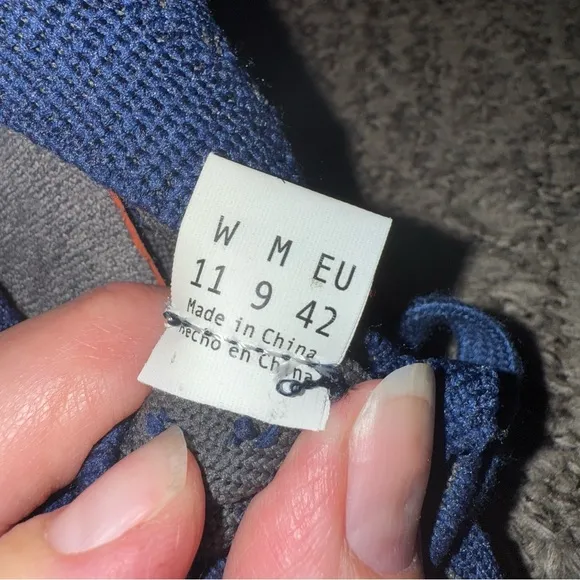 W M EU
11 9 42
Made in China
hecho en China